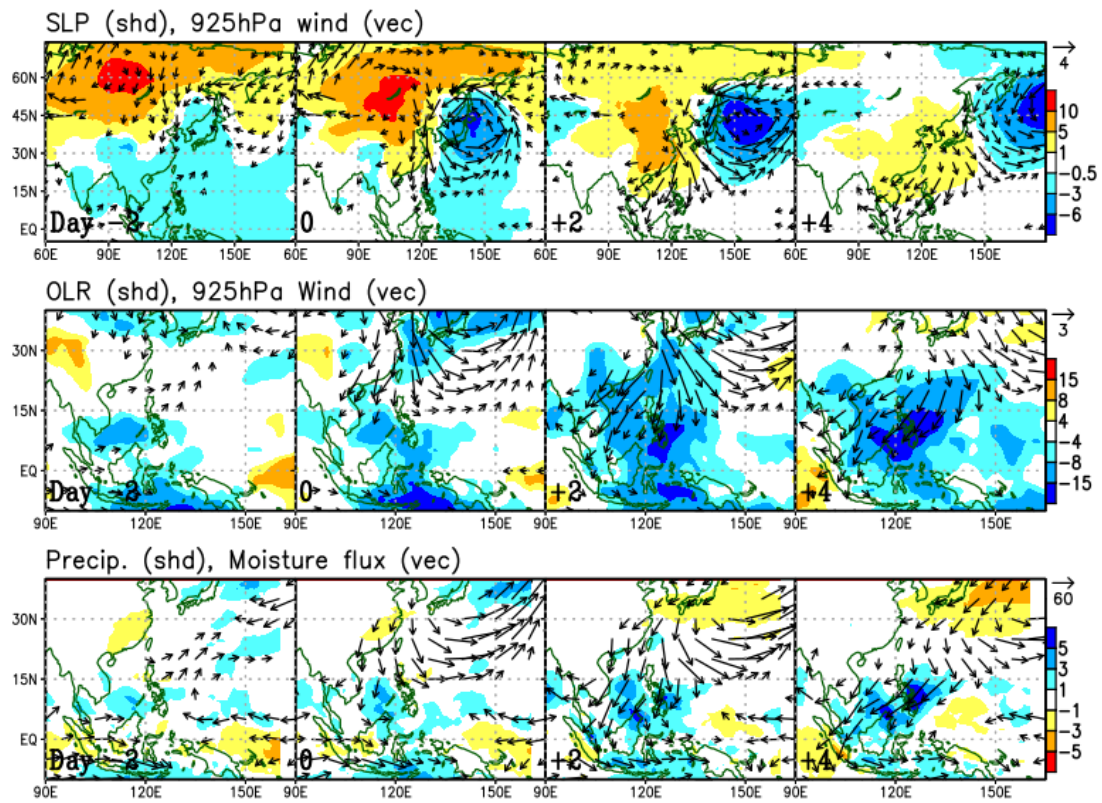 SLP (shd), 925hPa wind (vec)
4
60N
45N
30N
15N
EQ
10
5
1
-0.5
-3
-6
Day -2
0
+2
+4
60E 90E 120E 150E 60E 90E 120E 150E 60E 90E 120E 150E 60E 90E 120E 150E
OLR (shd), 925hPa Wind (vec)
3
30N
15N
EQ
15
8
4
-4
-8
-15
Day -2
0
+2
+4
90E 120E 150E 90E 120E 150E 90E 120E 150E 90E 120E 150E
Precip. (shd), Moisture flux (vec)
60
30N
15N
EQ
5
3
1
-1
-3
-5
Day -2
0
+2
+4
90E 120E 150E 90E 120E 150E 90E 120E 150E 90E 120E 150E